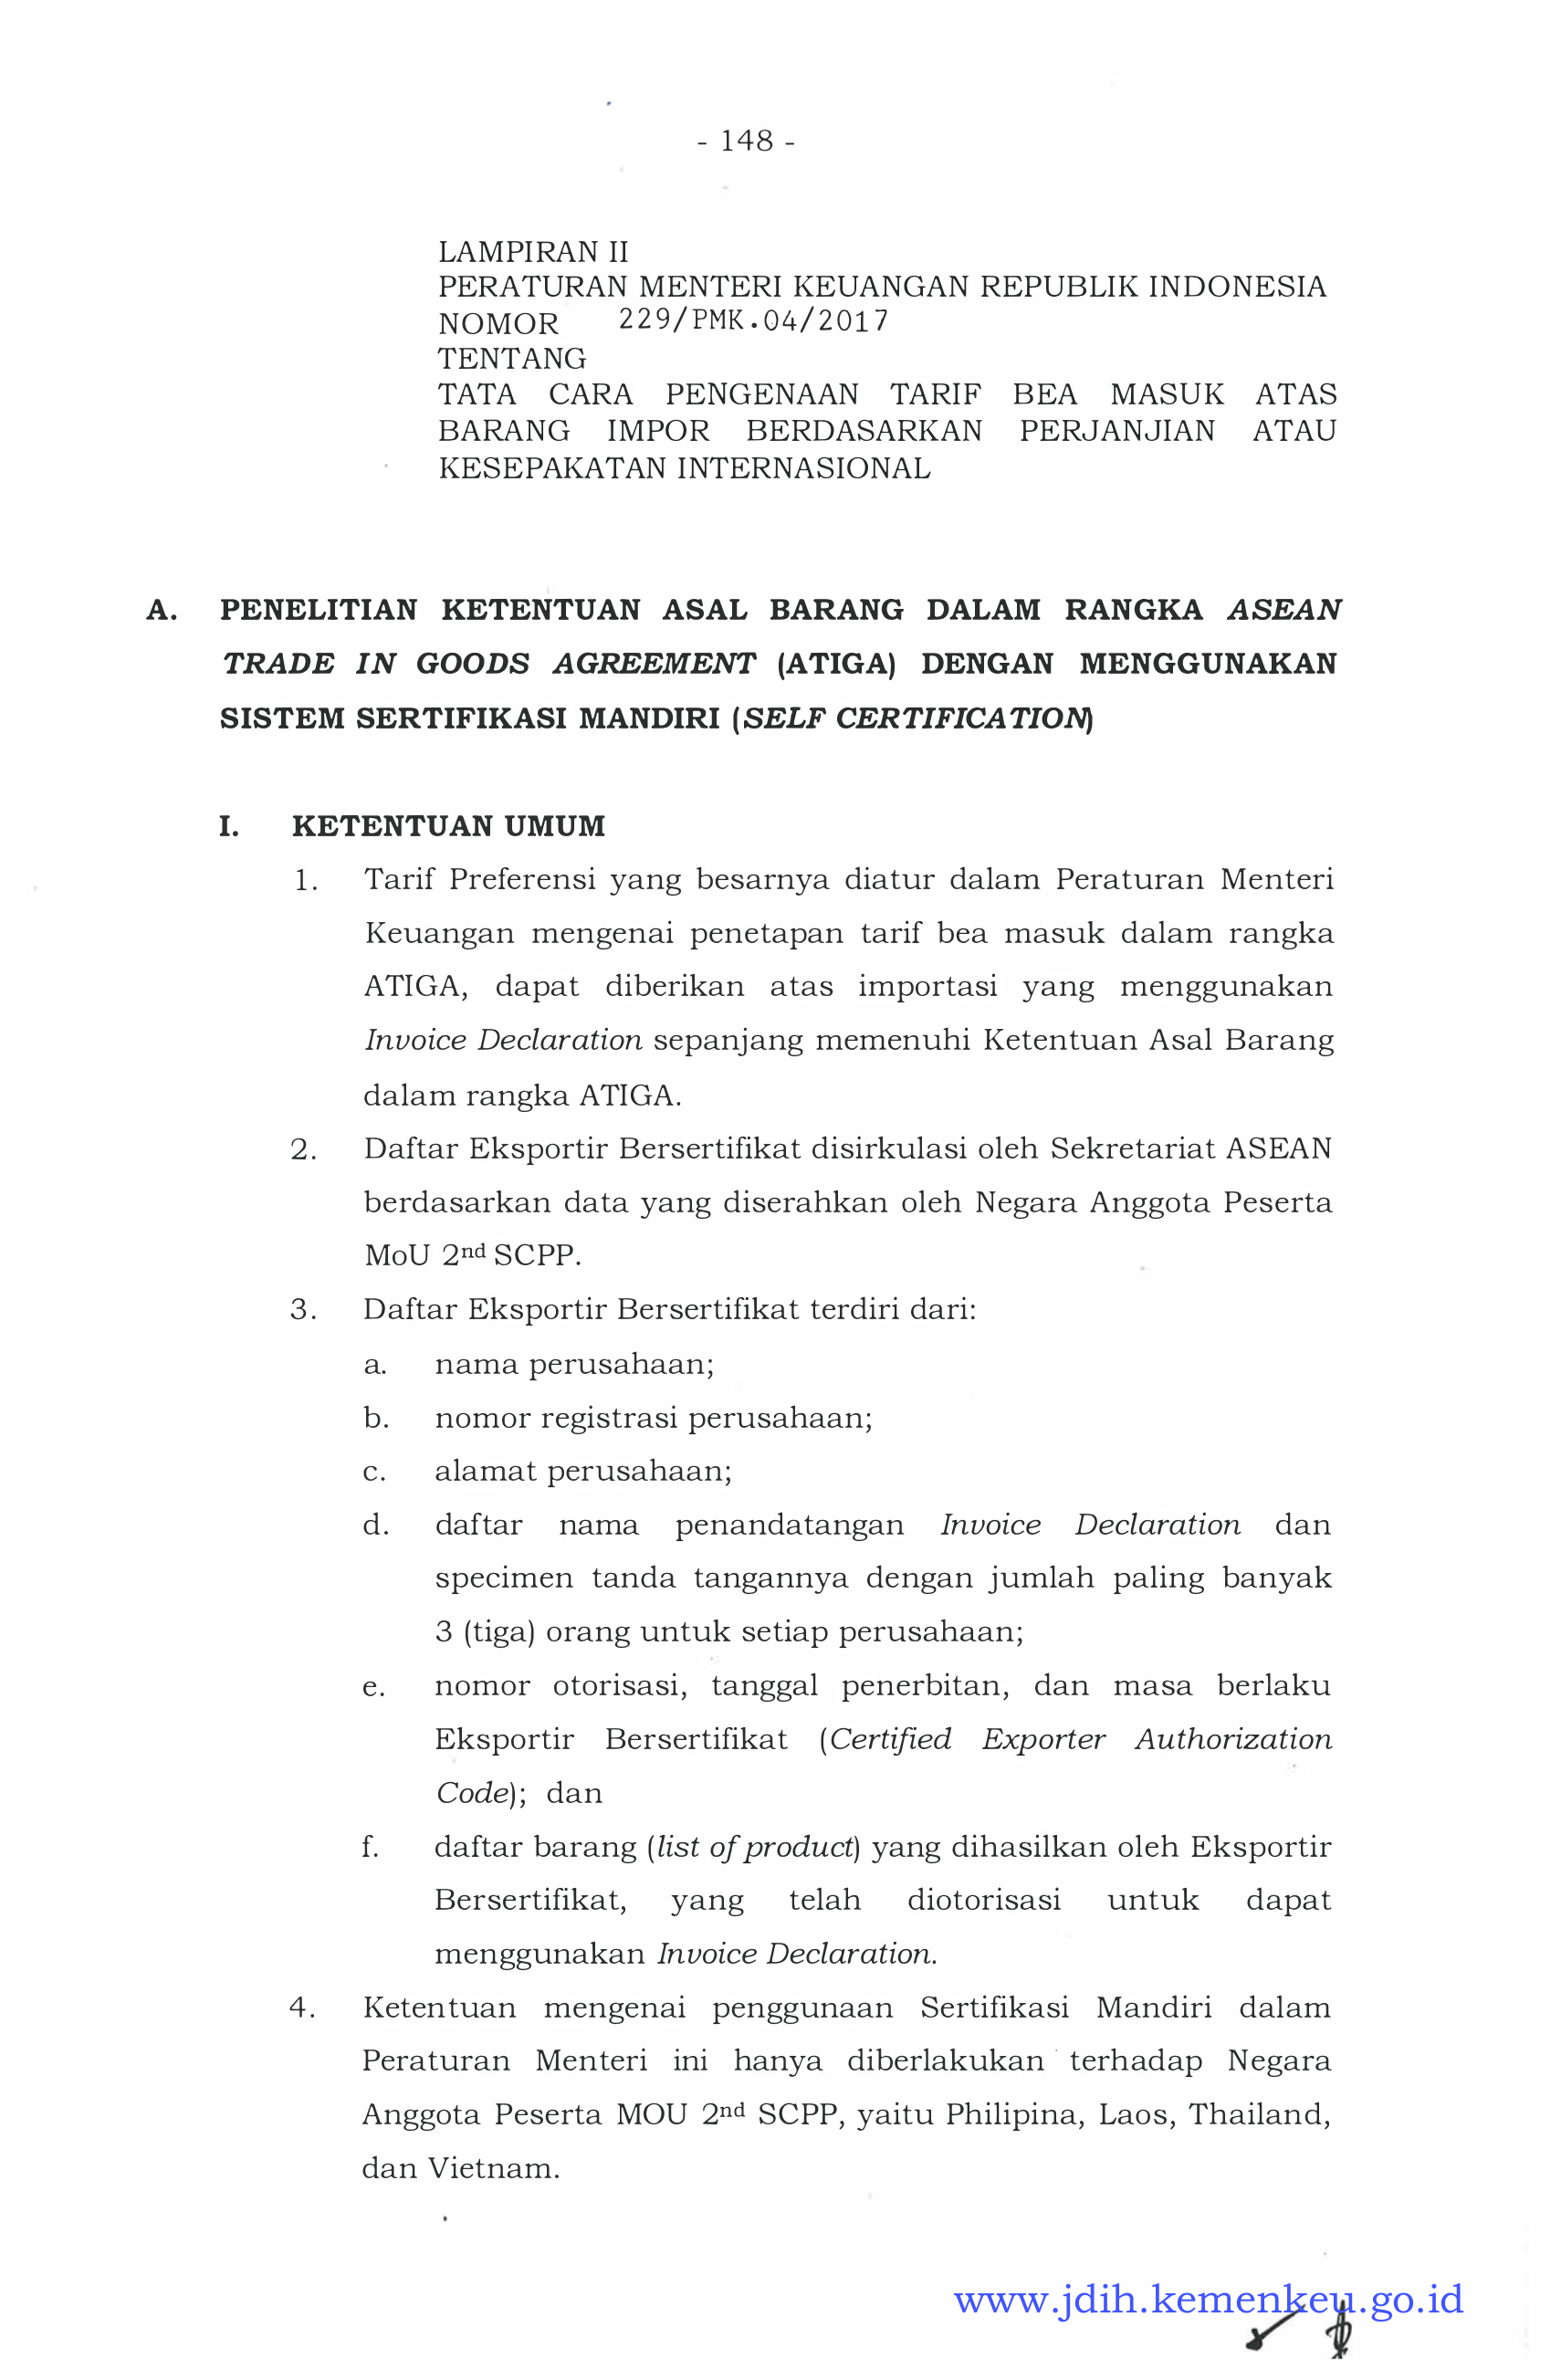 - 148 -
LAMPIRAN II
PERATURAN MENTERI KEUANGAN REPUBLIK INDONESIA
NOMOR 229/PMK.04/2017
TENTANG
TATA CARA PENGENAAN TARIF BEA MASUK ATAS
BARANG IMPOR BERDASARKAN PERJANJIAN ATAU
KESEPAKATAN INTERNASIONAL
A. PENELITIAN KETENTUAN ASAL BARANG DALAM RANGKA ASEAN
TRADE IN GOODS AGREEMENT (ATIGA) DENGAN MENGGUNAKAN
SISTEM SERTIFIKASI MANDIRI (SELF CERTIFICATION)
I. KETENTUAN UMUM
1. Tarif Preferensi yang besarnya diatur dalam Peraturan Menteri
Keuangan mengenai penetapan tarif bea masuk dalam rangka
ATIGA, dapat diberikan atas importasi yang menggunakan
Invoice Declaration sepanjang memenuhi Ketentuan Asal Barang
dalam rangka ATIGA.
2. Daftar Eksportir Bersertifikat disirkulasi oleh Sekretariat ASEAN
berdasarkan data yang diserahkan oleh Negara Anggota Peserta
MoU 2nd SCPP.
3. Daftar Eksportir Bersertifikat terdiri dari:
a. nama perusahaan;
b. nomor registrasi perusahaan;
c. alamat perusahaan;
d. daftar nama penandatangan Invoice Declaration dan
specimen tanda tangannya dengan jumlah paling banyak
3 (tiga) orang untuk setiap perusahaan;
e. nomor otorisasi, tanggal penerbitan, dan masa berlaku
Eksportir Bersertifikat (Certified Exporter Authorization
Code); dan
f. daftar barang (list of product) yang dihasilkan oleh Eksportir
Bersertifikat, yang telah diotorisasi untuk dapat
menggunakan Invoice Declaration.
4. Ketentuan mengenai penggunaan Sertifikasi Mandiri dalam
Peraturan Menteri ini hanya diberlakukan terhadap Negara
Anggota Peserta MOU 2nd SCPP, yaitu Philipina, Laos, Thailand,
dan Vietnam.
www.jdih.kemenkeu.go.id